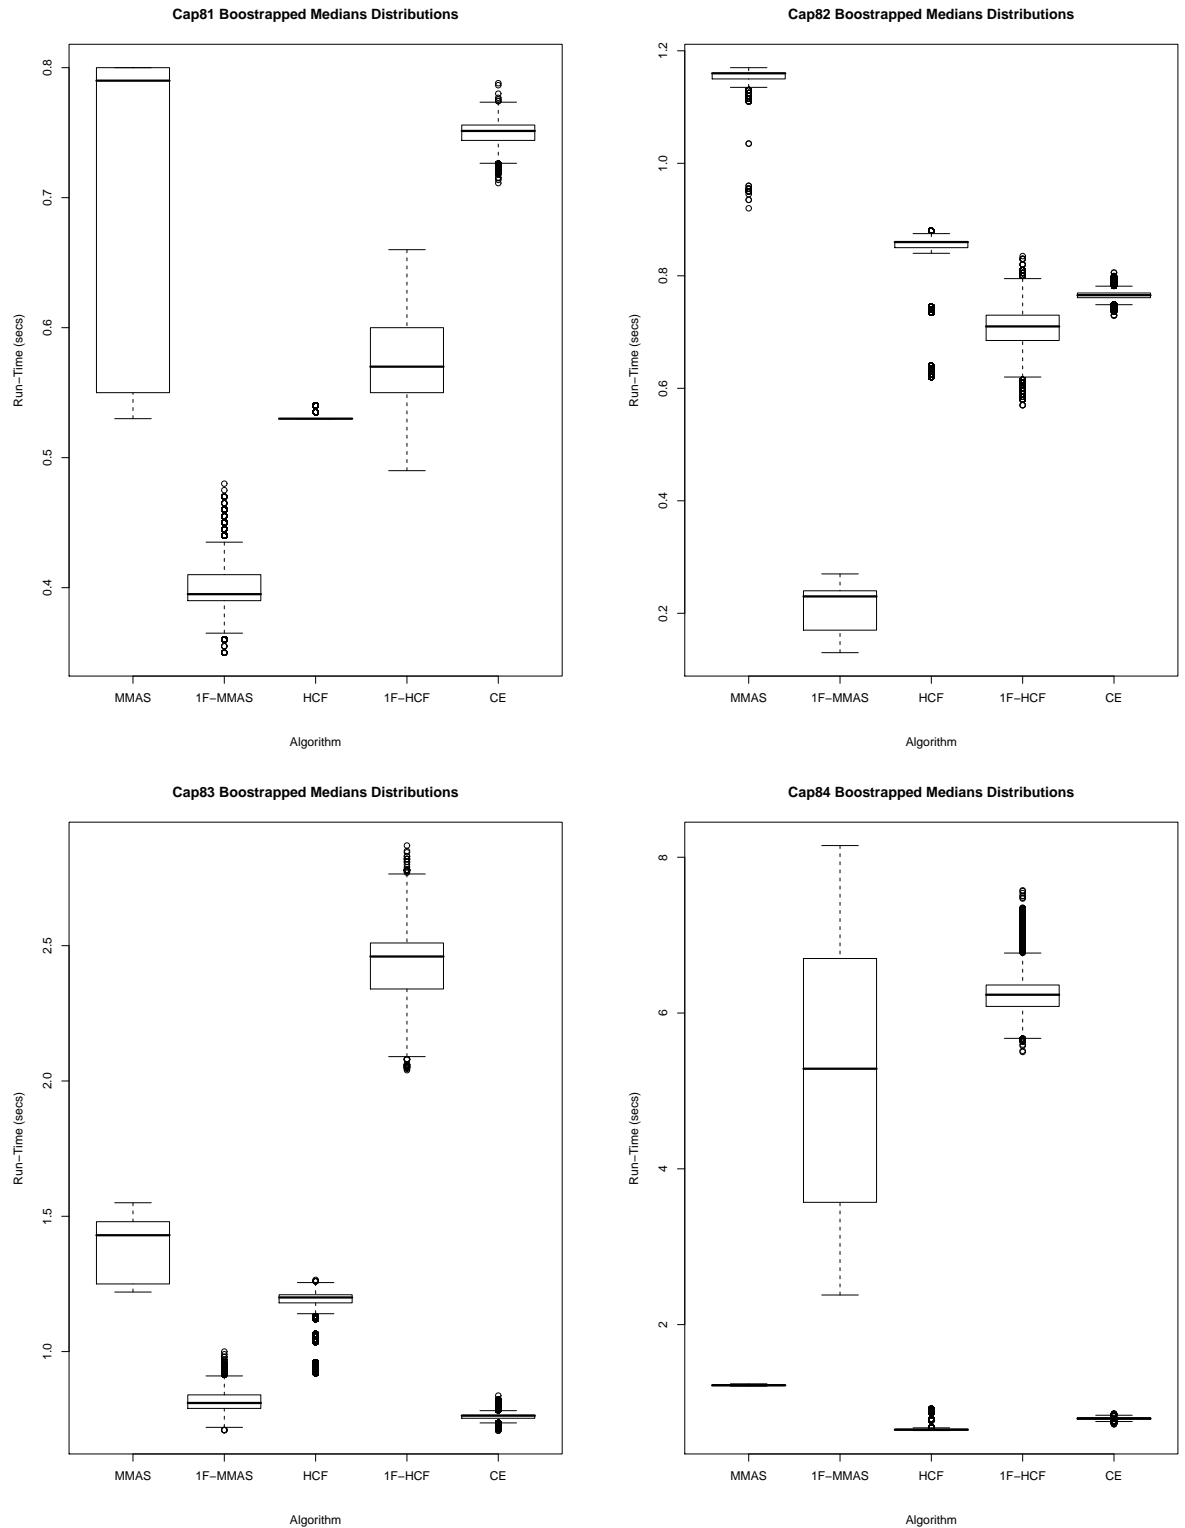 Cap81 Boostrapped Medians Distributions
Run−Time (secs)
0.8
0.7
0.6
0.5
0.4
MMAS 1F−MMAS HCF 1F−HCF CE
Algorithm
Cap82 Boostrapped Medians Distributions
Run−Time (secs)
1.2
1.0
0.8
0.6
0.4
0.2
MMAS 1F−MMAS HCF 1F−HCF CE
Algorithm
Cap83 Boostrapped Medians Distributions
Run−Time (secs)
2.5
2.0
1.5
1.0
MMAS 1F−MMAS HCF 1F−HCF CE
Algorithm
Cap84 Boostrapped Medians Distributions
Run−Time (secs)
8
6
4
2
MMAS 1F−MMAS HCF 1F−HCF CE
Algorithm